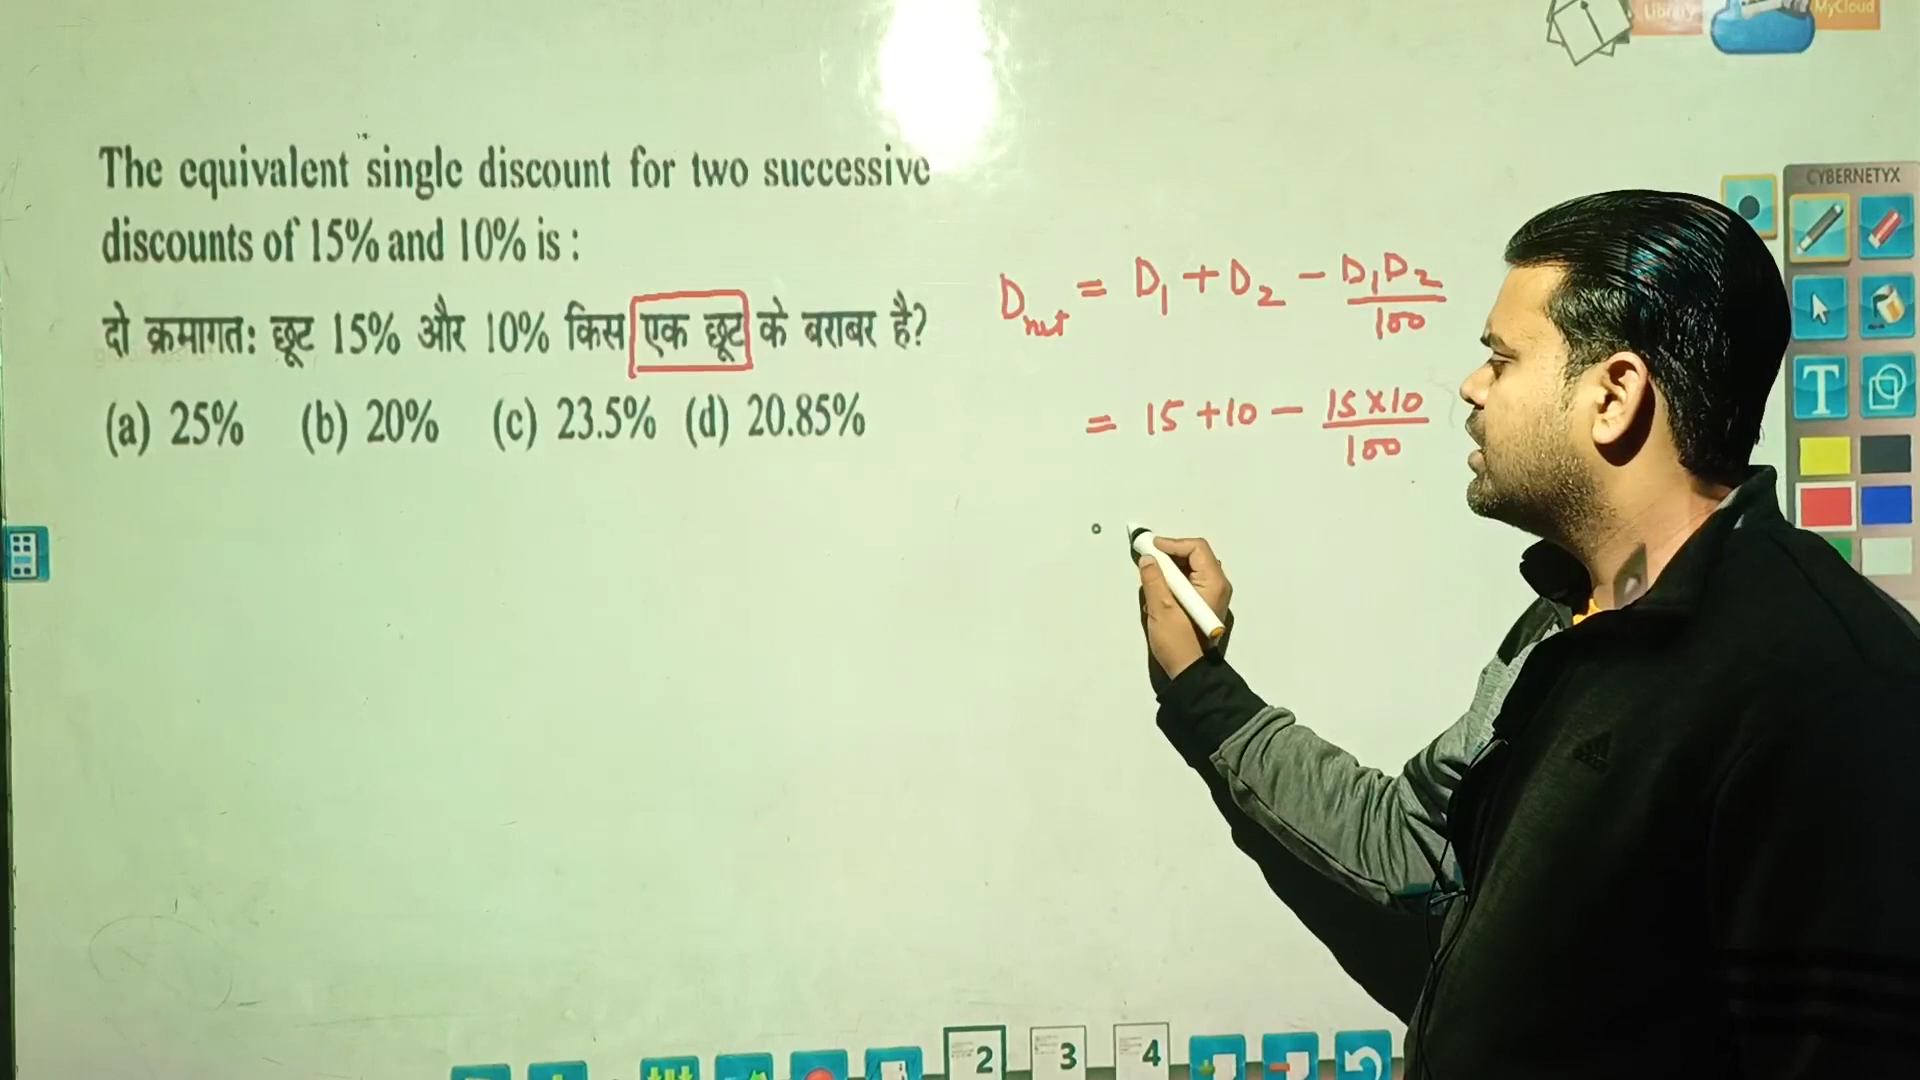 Library
MyCloud
CYBERNETYX
The equivalent single discount for two successive
discounts of 15% and 10% is :
दो क्रमागत: छूट 15% और 10% किस एक छूट के बराबर है?
(a) 25% (b) 20% (c) 23.5% (d) 20.85%
Dnet = D₁ + D₂ − D₁D₂/100
= 15 + 10 − 15×10/100
T
2
3
4